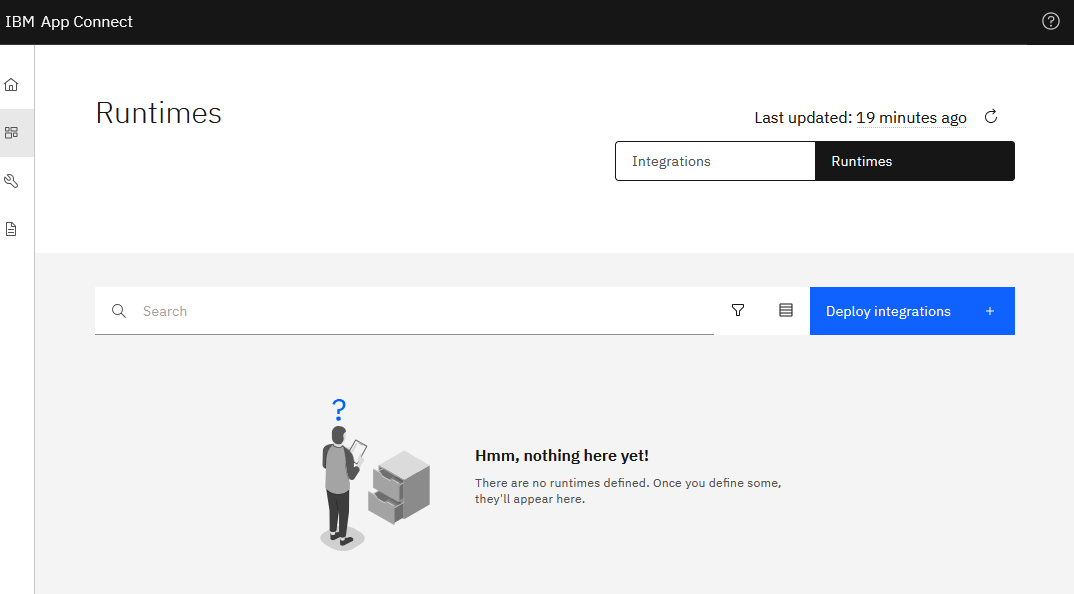 IBM App Connect
Runtimes
Last updated: 19 minutes ago
Integrations
Runtimes
Search
Deploy integrations +
?
Hmm, nothing here yet!
There are no runtimes defined. Once you define some,
they'll appear here.